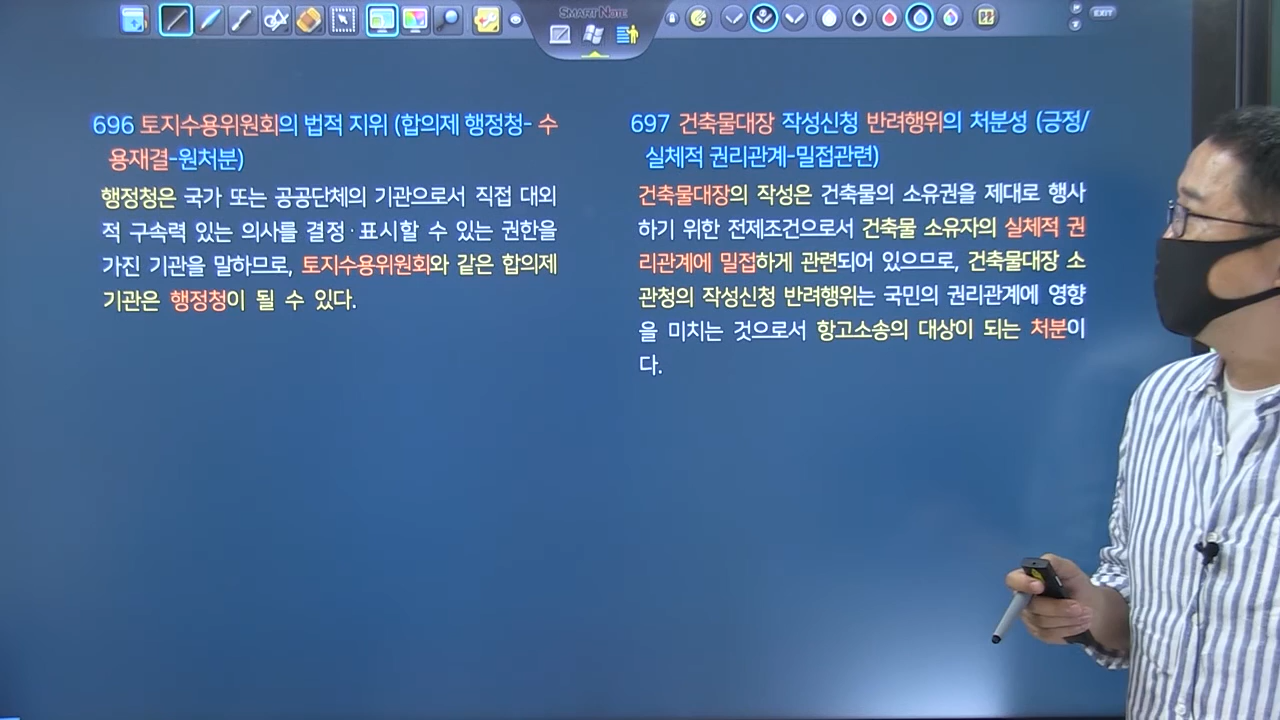 SMART NOTE
EXIT
696 토지수용위원회의 법적 지위 (합의제 행정청- 수
용재결-원처분)
행정청은 국가 또는 공공단체의 기관으로서 직접 대외
적 구속력 있는 의사를 결정·표시할 수 있는 권한을
가진 기관을 말하므로, 토지수용위원회와 같은 합의제
기관은 행정청이 될 수 있다.
697 건축물대장 작성신청 반려행위의 처분성 (긍정/
실체적 권리관계-밀접관련)
건축물대장의 작성은 건축물의 소유권을 제대로 행사
하기 위한 전제조건으로서 건축물 소유자의 실체적 권
리관계에 밀접하게 관련되어 있으므로, 건축물대장 소
관청의 작성신청 반려행위는 국민의 권리관계에 영향
을 미치는 것으로서 항고소송의 대상이 되는 처분이
다.